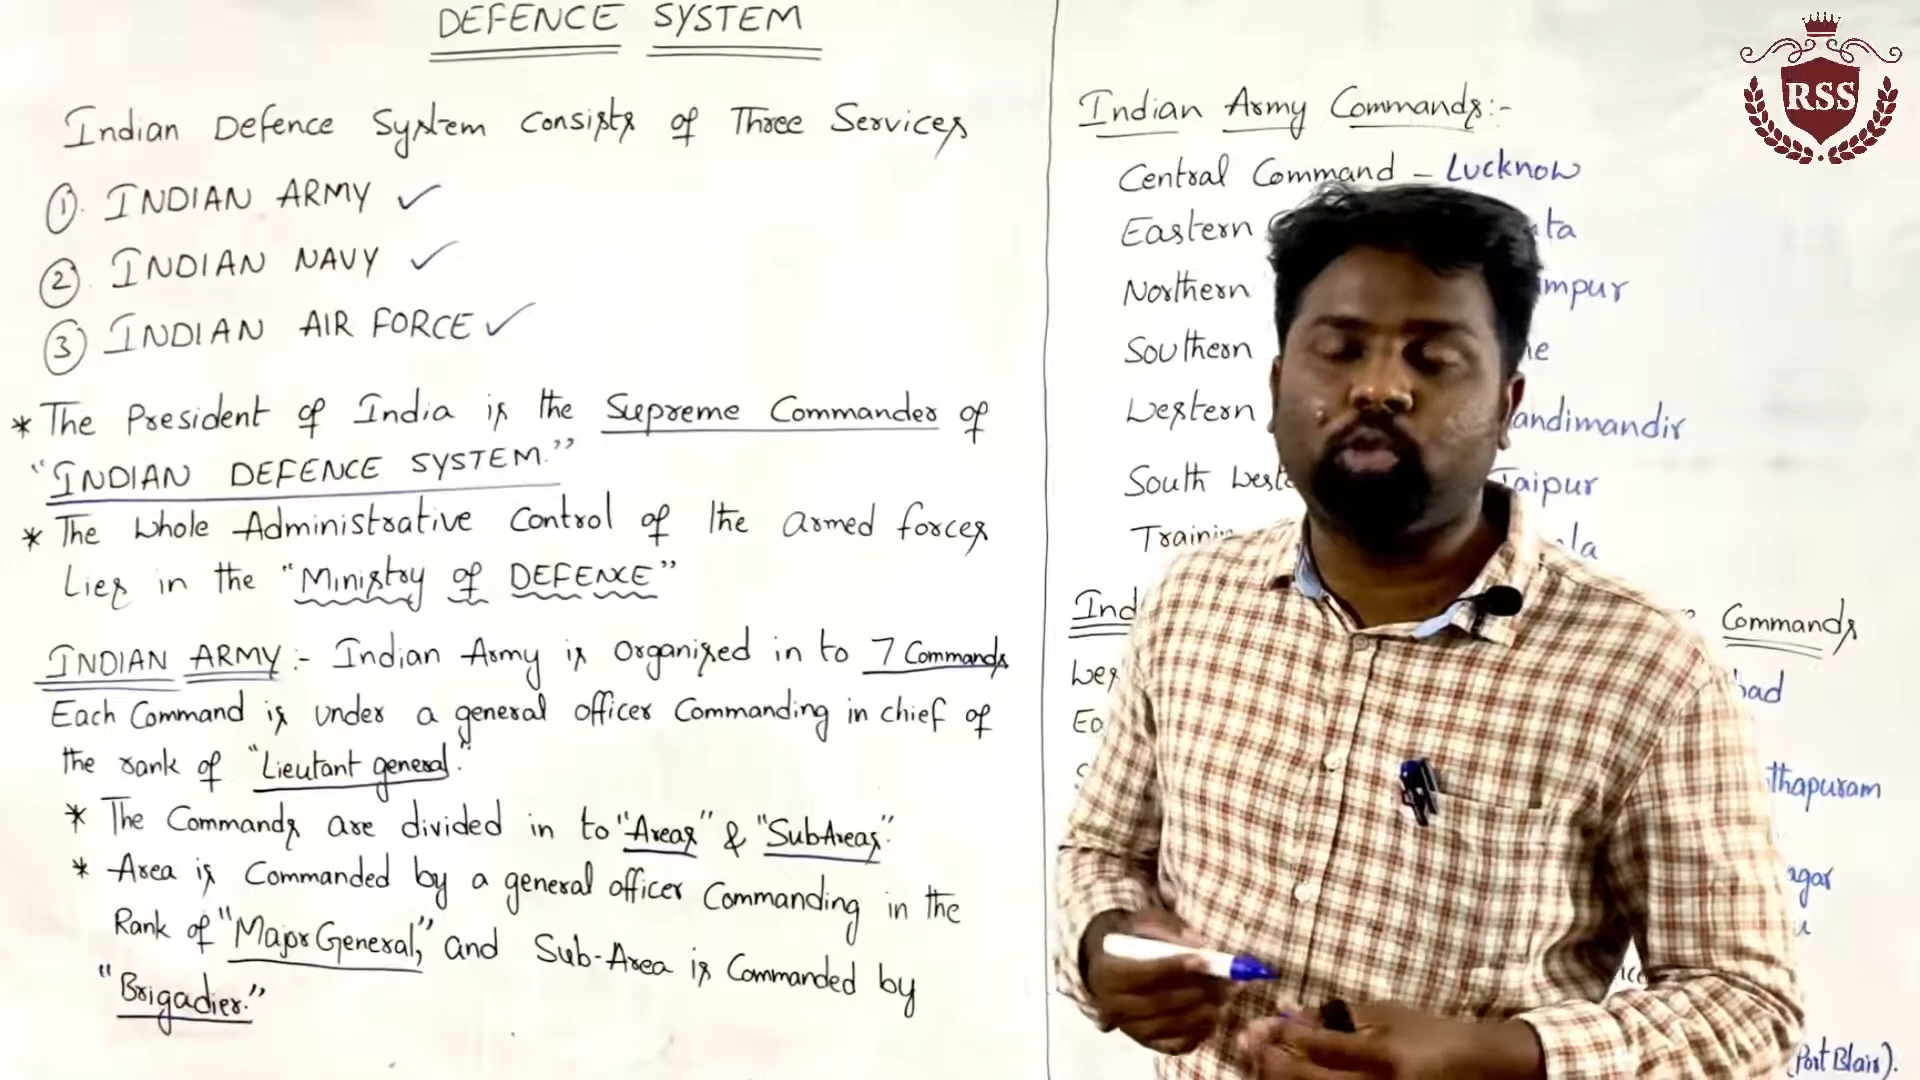 DEFENCE SYSTEM
Indian Defence System Consists of Three Services
1. INDIAN ARMY ✓
2. INDIAN NAVY ✓
3 INDIAN AIR FORCE ✓
* The President of India is the Supreme Commander of
"INDIAN DEFENCE SYSTEM."
* The Whole Administrative Control of the armed forces
Lies in the "Ministry of DEFENCE"
INDIAN ARMY:- Indian Army is Organised in to 7 Commands
Each Command is under a general officer Commanding in chief of
the rank of "Lieutant general."
* The Commands are divided in to "Areas" & "SubAreas".
* Area is Commanded by a general officer Commanding in the
Rank of "Major General," and Sub-Area is Commanded by
"Brigadier."
RSS
Indian Army Commands:-
Central Command - Lucknow
Eastern
Northern
Southern
Western
South Jaipur
Commands
(Port Blair).